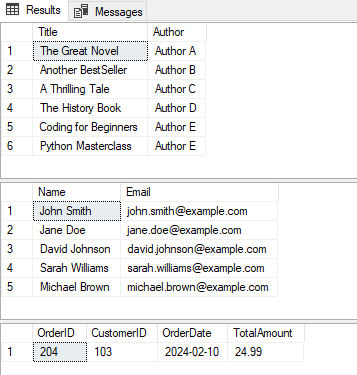 Results Messages
Title Author
1 The Great Novel Author A
2 Another BestSeller Author B
3 A Thrilling Tale Author C
4 The History Book Author D
5 Coding for Beginners Author E
6 Python Masterclass Author E
Name Email
1 John Smith john.smith@example.com
2 Jane Doe jane.doe@example.com
3 David Johnson david.johnson@example.com
4 Sarah Williams sarah.williams@example.com
5 Michael Brown michael.brown@example.com
OrderID CustomerID OrderDate TotalAmount
1 204 103 2024-02-10 24.99